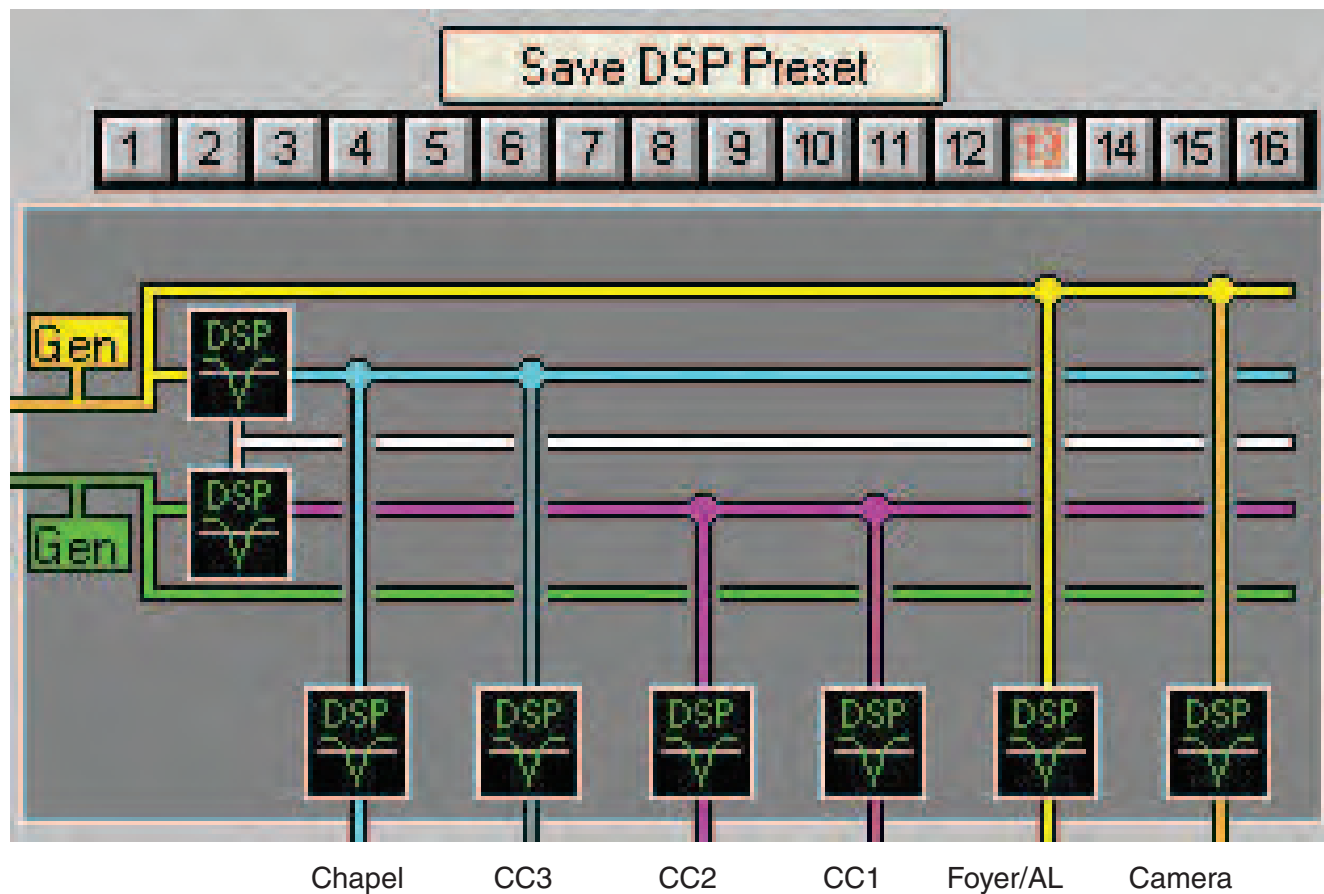 Save DSP Preset
1 2 3 4 5 6 7 8 9 10 11 12 13 14 15 16
Gen
DSP
DSP
Gen
DSP DSP DSP DSP DSP DSP
Chapel CC3 CC2 CC1 Foyer/AL Camera